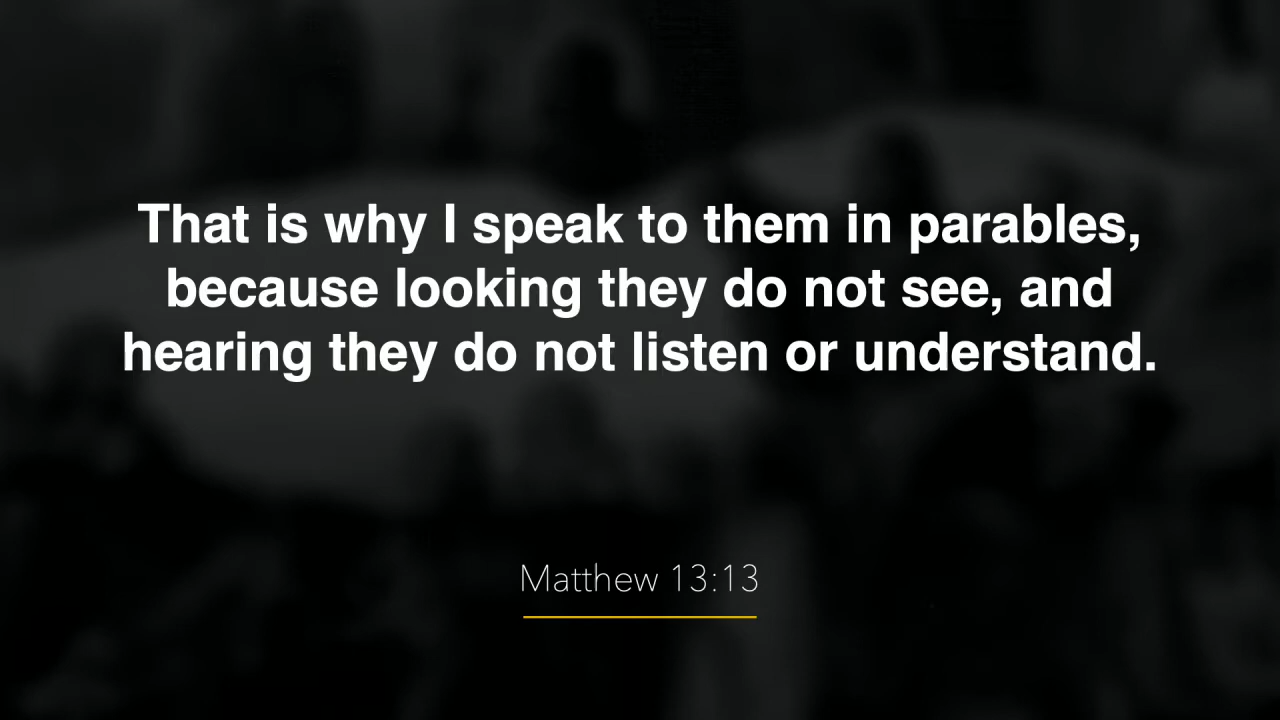 That is why I speak to them in parables,
because looking they do not see, and
hearing they do not listen or understand.
Matthew 13:13